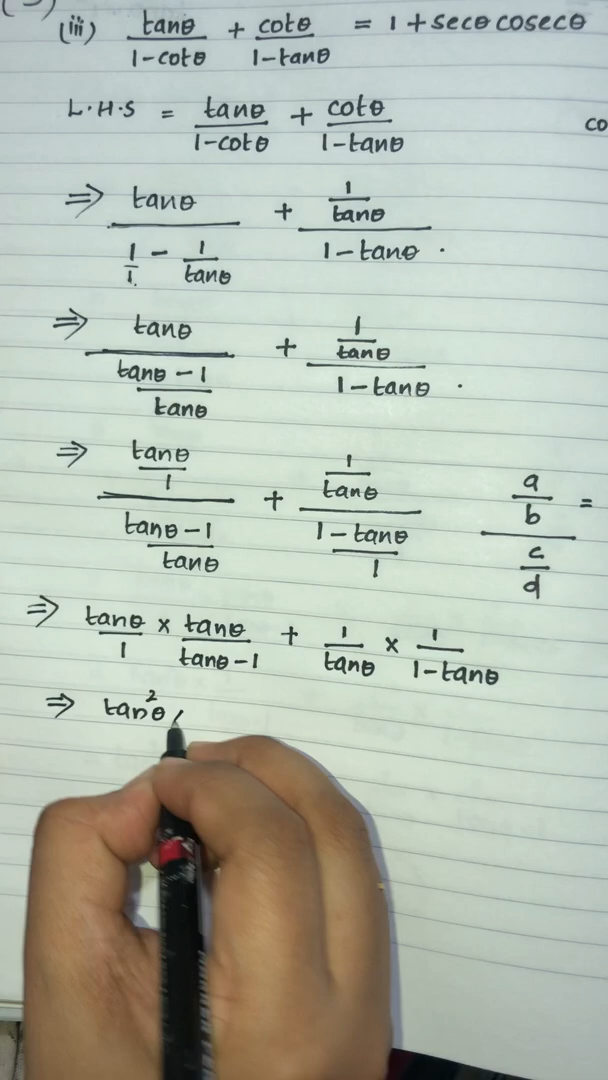 (iii) tanθ/1-cotθ + cotθ/1-tanθ = 1 + secθ cosecθ
L.H.S = tanθ/1-cotθ + cotθ/1-tanθ
co
⇒ tanθ/(1/1 - 1/tanθ) + (1/tanθ)/(1-tanθ) .
⇒ tanθ/((tanθ-1)/tanθ) + (1/tanθ)/(1-tanθ) .
⇒ (tanθ/1)/((tanθ-1)/tanθ) + (1/tanθ)/((1-tanθ)/1)
(a/b)/(c/d) =
⇒ tanθ/1 × tanθ/tanθ-1 + 1/tanθ × 1/1-tanθ
⇒ tan²θ